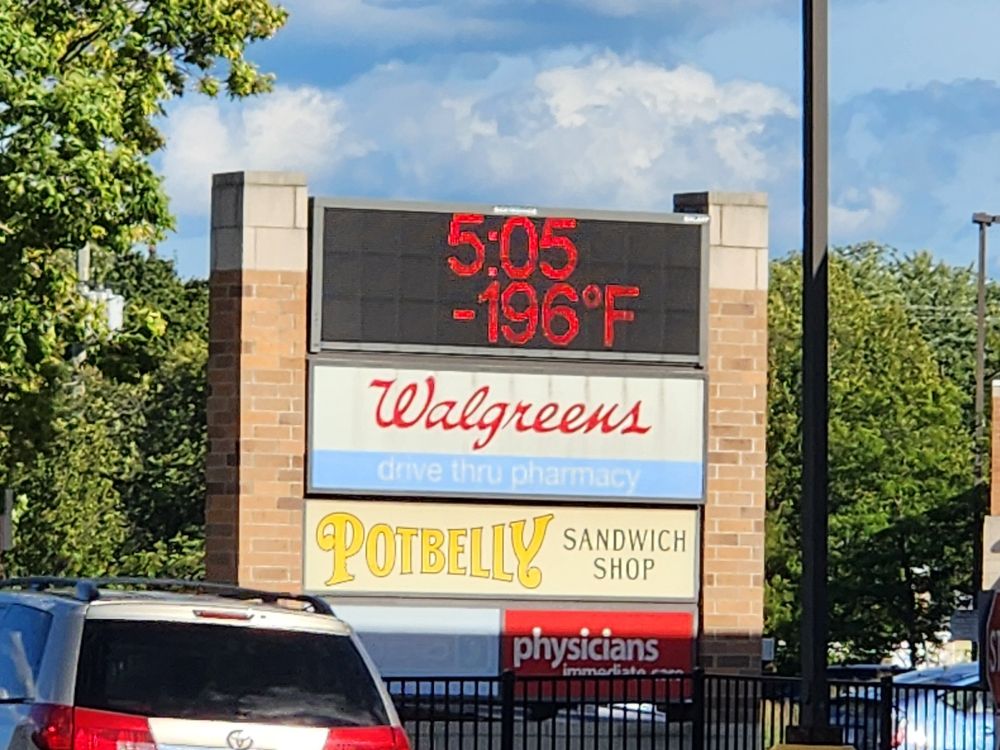 5:05
-196°F
Walgreens
drive thru pharmacy
POTBELLY SANDWICH
SHOP
physicians
immediate care